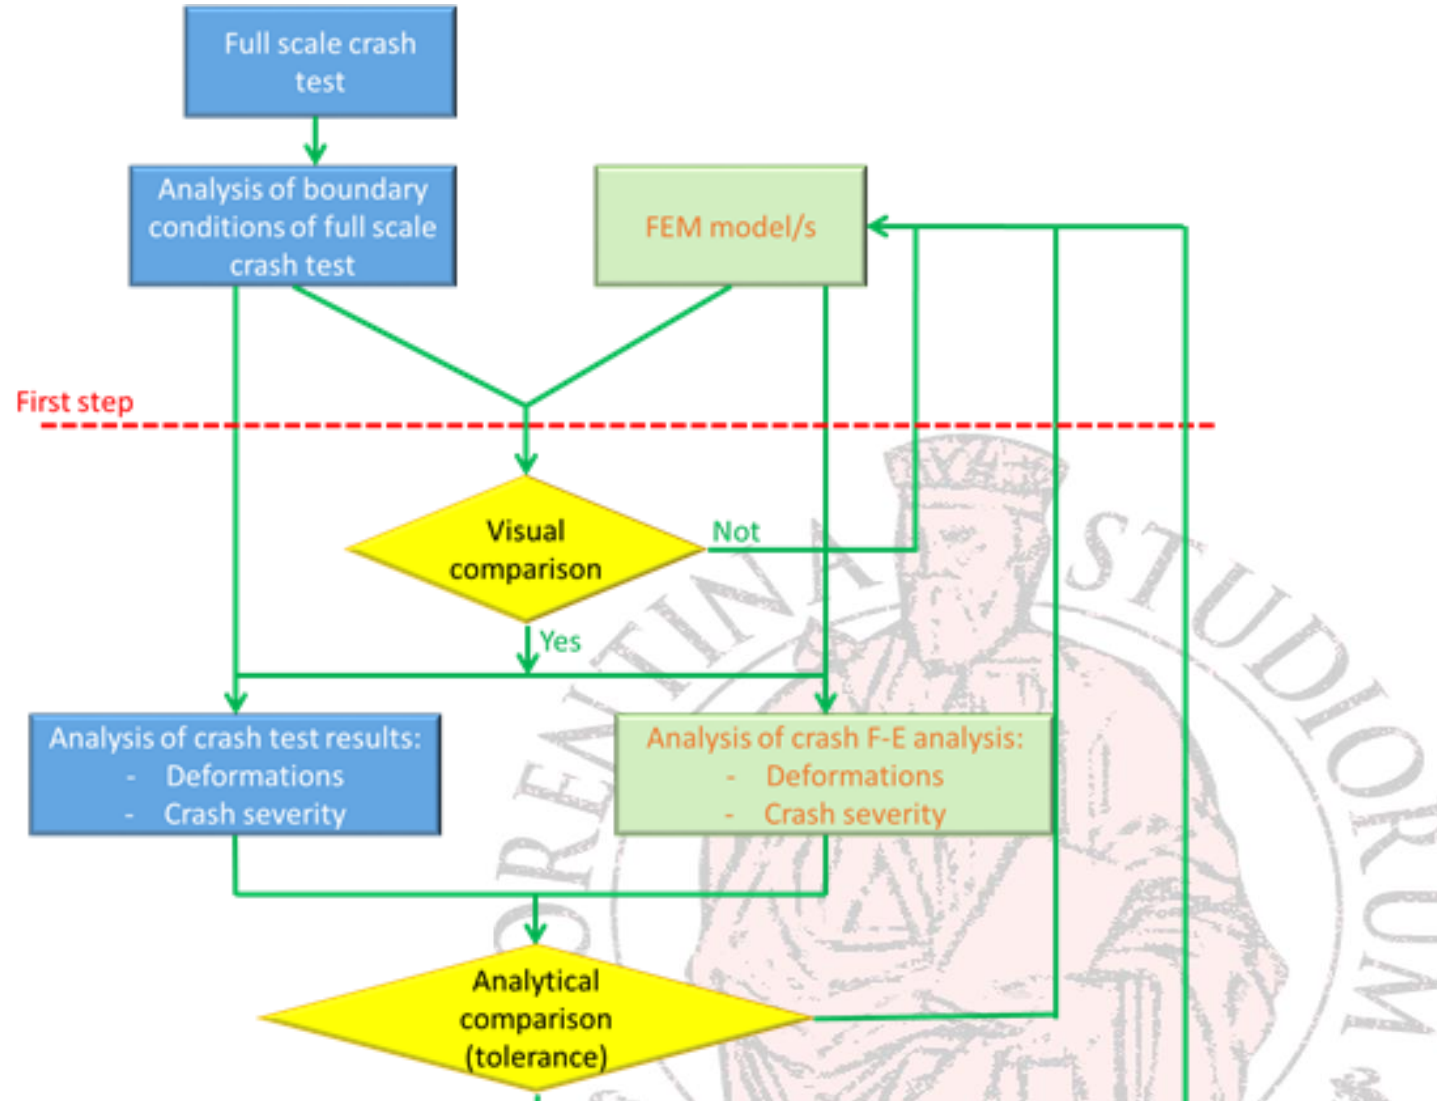 Full scale crash
test
Analysis of boundary
conditions of full scale
crash test
FEM model/s
First step
Visual
comparison
Not
Yes
Analysis of crash test results:
- Deformations
- Crash severity
Analysis of crash F-E analysis:
- Deformations
- Crash severity
Analytical
comparison
(tolerance)
ORENTINA STUDIORUM